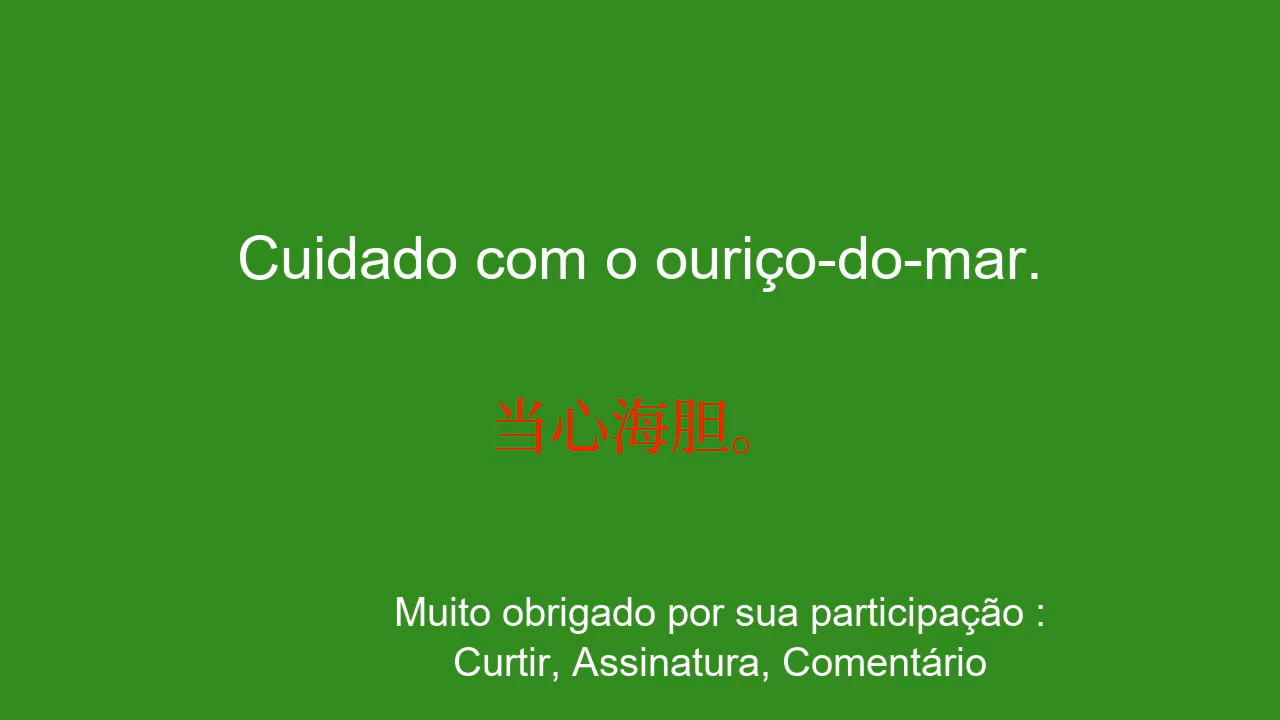 Cuidado com o ouriço-do-mar.
当心海胆。
Muito obrigado por sua participação :
Curtir, Assinatura, Comentário